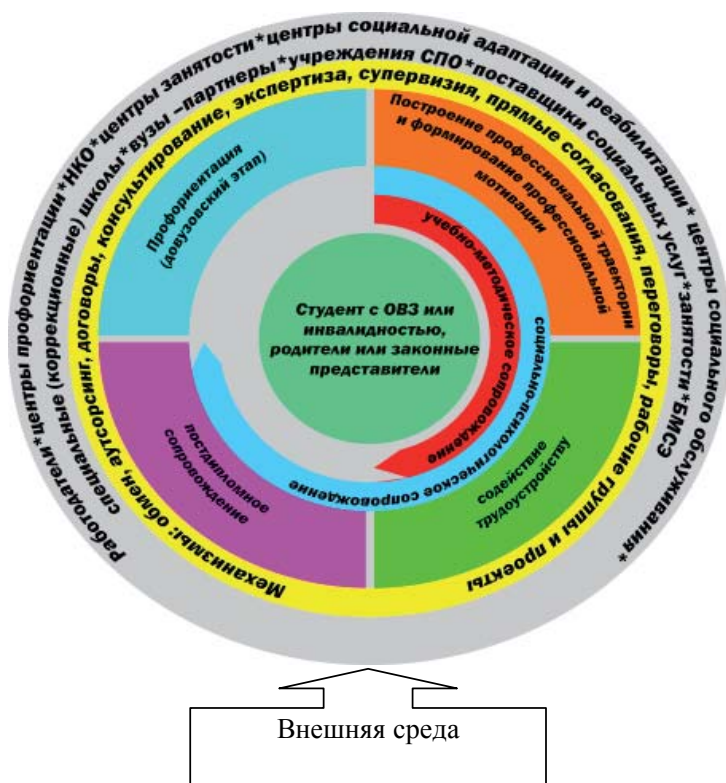 Работодатели*центры профориентации*НКО*центры занятости*центры социальной адаптации и реабилитации* центры социального обслуживания*
специальные (коррекционные) школы*вузы –партнеры*учреждения СПО*поставщики социальных услуг*занятости*БМСЭ
Механизмы: обмен, аутсорсинг, договоры, консультирование, экспертиза, супервизия, прямые согласования, переговоры, рабочие группы и проекты
Профориентация
(довузовский этап)
Построение профессиональной траектории
и формирование профессиональной
мотивации
учебно-методическое сопровождение
социально-психологическое сопровождение
Студент с ОВЗ или
инвалидностью,
родители или законные
представители
постдипломное
сопровождение
содействие
трудоустройству
Внешняя среда